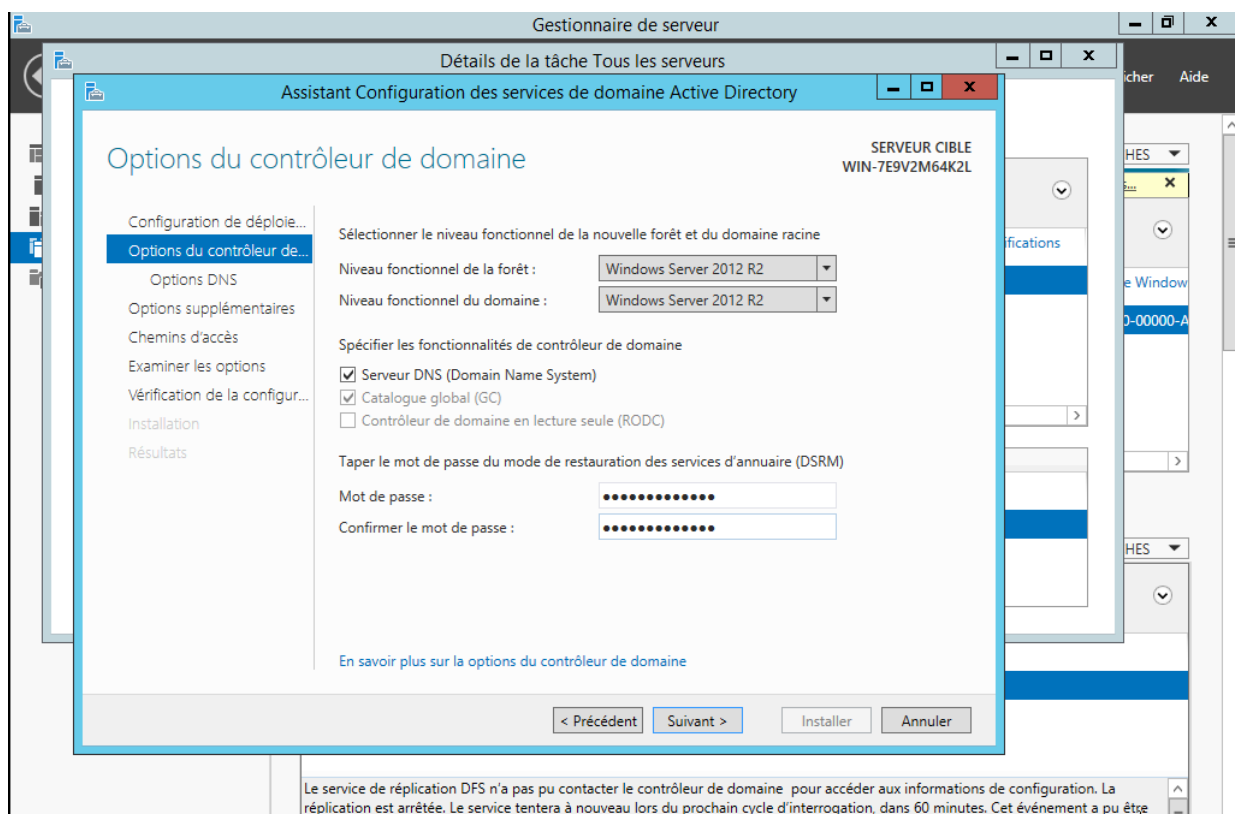 Gestionnaire de serveur
Détails de la tâche Tous les serveurs
icher Aide
Assistant Configuration des services de domaine Active Directory
Options du contrôleur de domaine
SERVEUR CIBLE
WIN-7E9V2M64K2L
HES
Configuration de déploie...
Options du contrôleur de...
Options DNS
Options supplémentaires
Chemins d'accès
Examiner les options
Vérification de la configur...
Installation
Résultats
Sélectionner le niveau fonctionnel de la nouvelle forêt et du domaine racine
Niveau fonctionnel de la forêt : Windows Server 2012 R2
Niveau fonctionnel du domaine : Windows Server 2012 R2
Spécifier les fonctionnalités de contrôleur de domaine
Serveur DNS (Domain Name System)
Catalogue global (GC)
Contrôleur de domaine en lecture seule (RODC)
Taper le mot de passe du mode de restauration des services d'annuaire (DSRM)
Mot de passe : •••••••••••••
Confirmer le mot de passe : •••••••••••••
En savoir plus sur la options du contrôleur de domaine
< Précédent Suivant > Installer Annuler
ifications
e Window
0-00000-A
HES
Le service de réplication DFS n'a pas pu contacter le contrôleur de domaine pour accéder aux informations de configuration. La
réplication est arrêtée. Le service tentera à nouveau lors du prochain cycle d'interrogation, dans 60 minutes. Cet événement a pu être